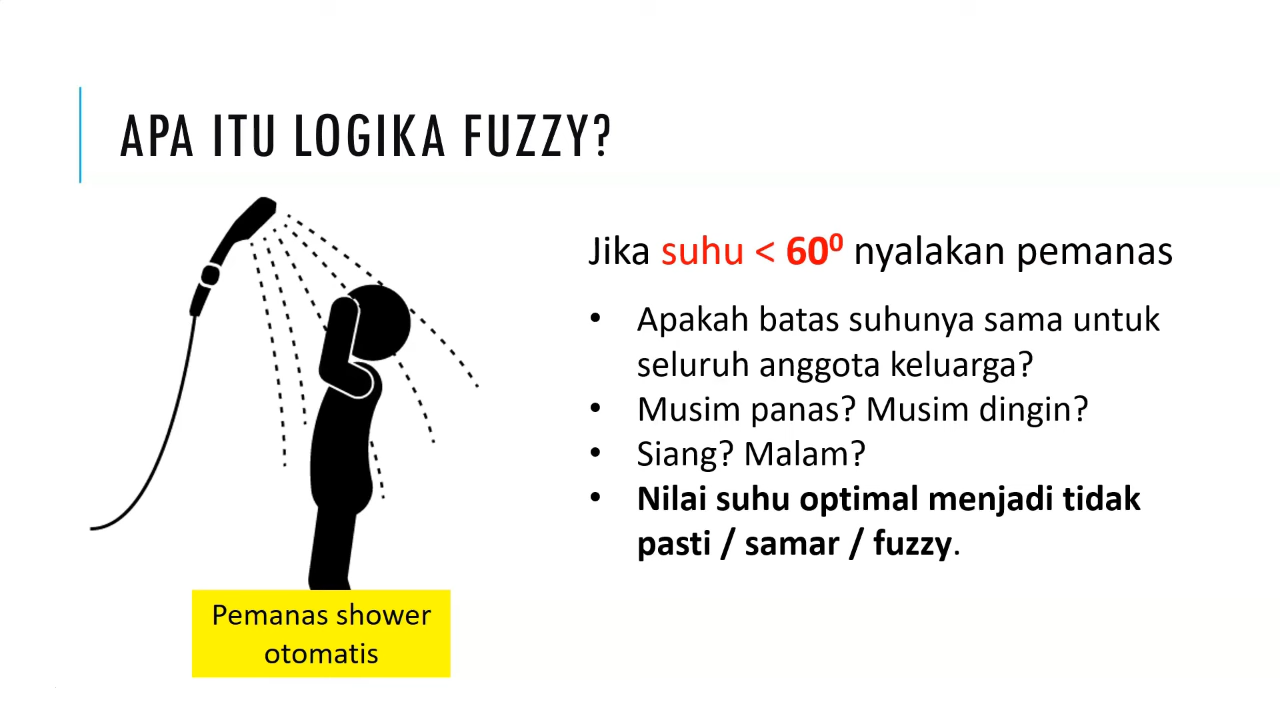 APA ITU LOGIKA FUZZY?
Jika suhu < 60⁰ nyalakan pemanas
• Apakah batas suhunya sama untuk
seluruh anggota keluarga?
• Musim panas? Musim dingin?
• Siang? Malam?
• Nilai suhu optimal menjadi tidak
pasti / samar / fuzzy.
Pemanas shower
otomatis